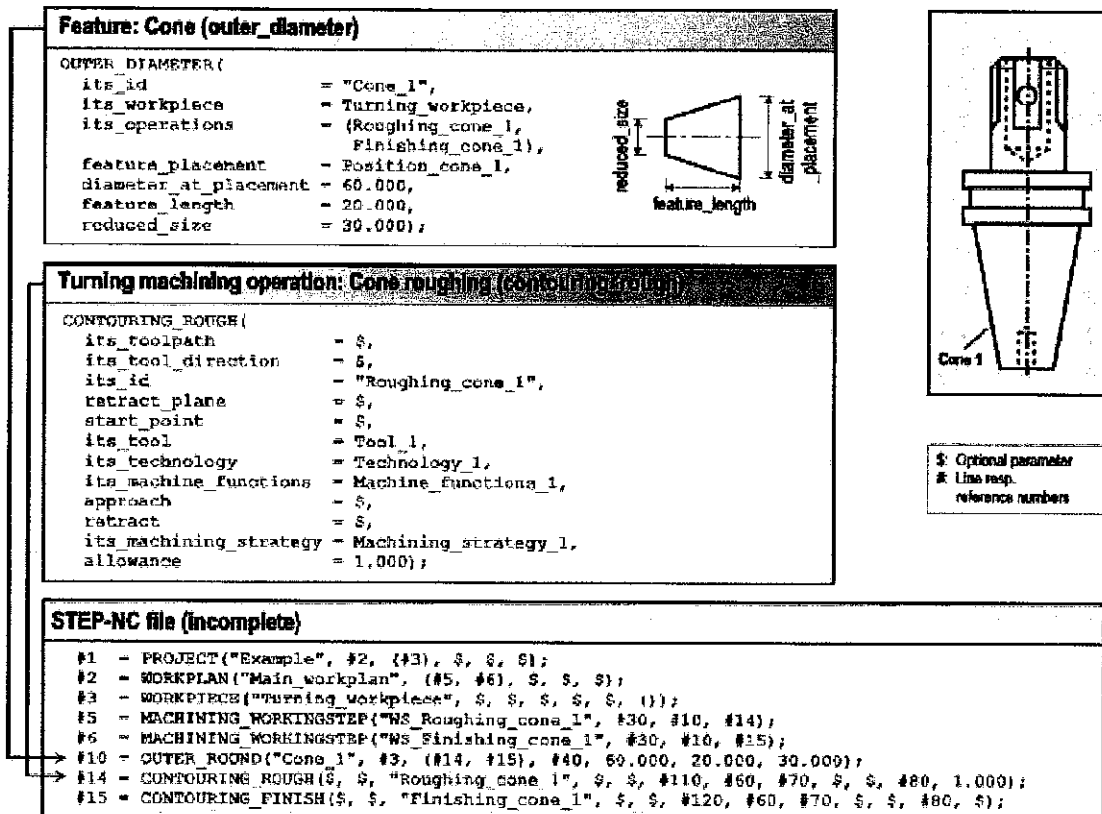 Feature: Cone (outer_diameter)
OUTER_DIAMETER(
its_id = "Cone_1",
its_workpiece = Turning_workpiece,
its_operations = (Roughing_cone_1,
Finishing_cone_1),
feature_placement = Position_cone_1,
diameter_at_placement = 60.000,
feature_length = 20.000,
reduced_size = 30.000);
reduced_size
feature_length
diameter_at
_placement
Cone 1
$: Optional parameter
#: Line resp.
reference numbers
Turning machining operation: Cone roughing (contouring rough)
CONTOURING_ROUGH(
its_toolpath = $,
its_tool_direction = $,
its_id = "Roughing_cone_1",
retract_plane = $,
start_point = $,
its_tool = Tool_1,
its_technology = Technology_1,
its_machine_functions = Machine_functions_1,
approach = $,
retract = $,
its_machining_strategy = Machining_strategy_1,
allowance = 1.000);
STEP-NC file (incomplete)
#1 = PROJECT("Example", #2, (#3), $, $, $);
#2 = WORKPLAN("Main_workplan", (#5, #6), $, $, $);
#3 = WORKPIECE("Turning_workpiece", $, $, $, $, $, ());
#5 = MACHINING_WORKINGSTEP("WS_Roughing_cone_1", #30, #10, #14);
#6 = MACHINING_WORKINGSTEP("WS_Finishing_cone_1", #30, #10, #15);
#10 = OUTER_ROUND("Cone_1", #3, (#14, #15), #40, 60.000, 20.000, 30.000);
#14 = CONTOURING_ROUGH($, $, "Roughing_cone_1", $, $, #110, #60, #70, $, $, #80, 1.000);
#15 = CONTOURING_FINISH($, $, "Finishing_cone_1", $, $, #120, #60, #70, $, $, #80, $);